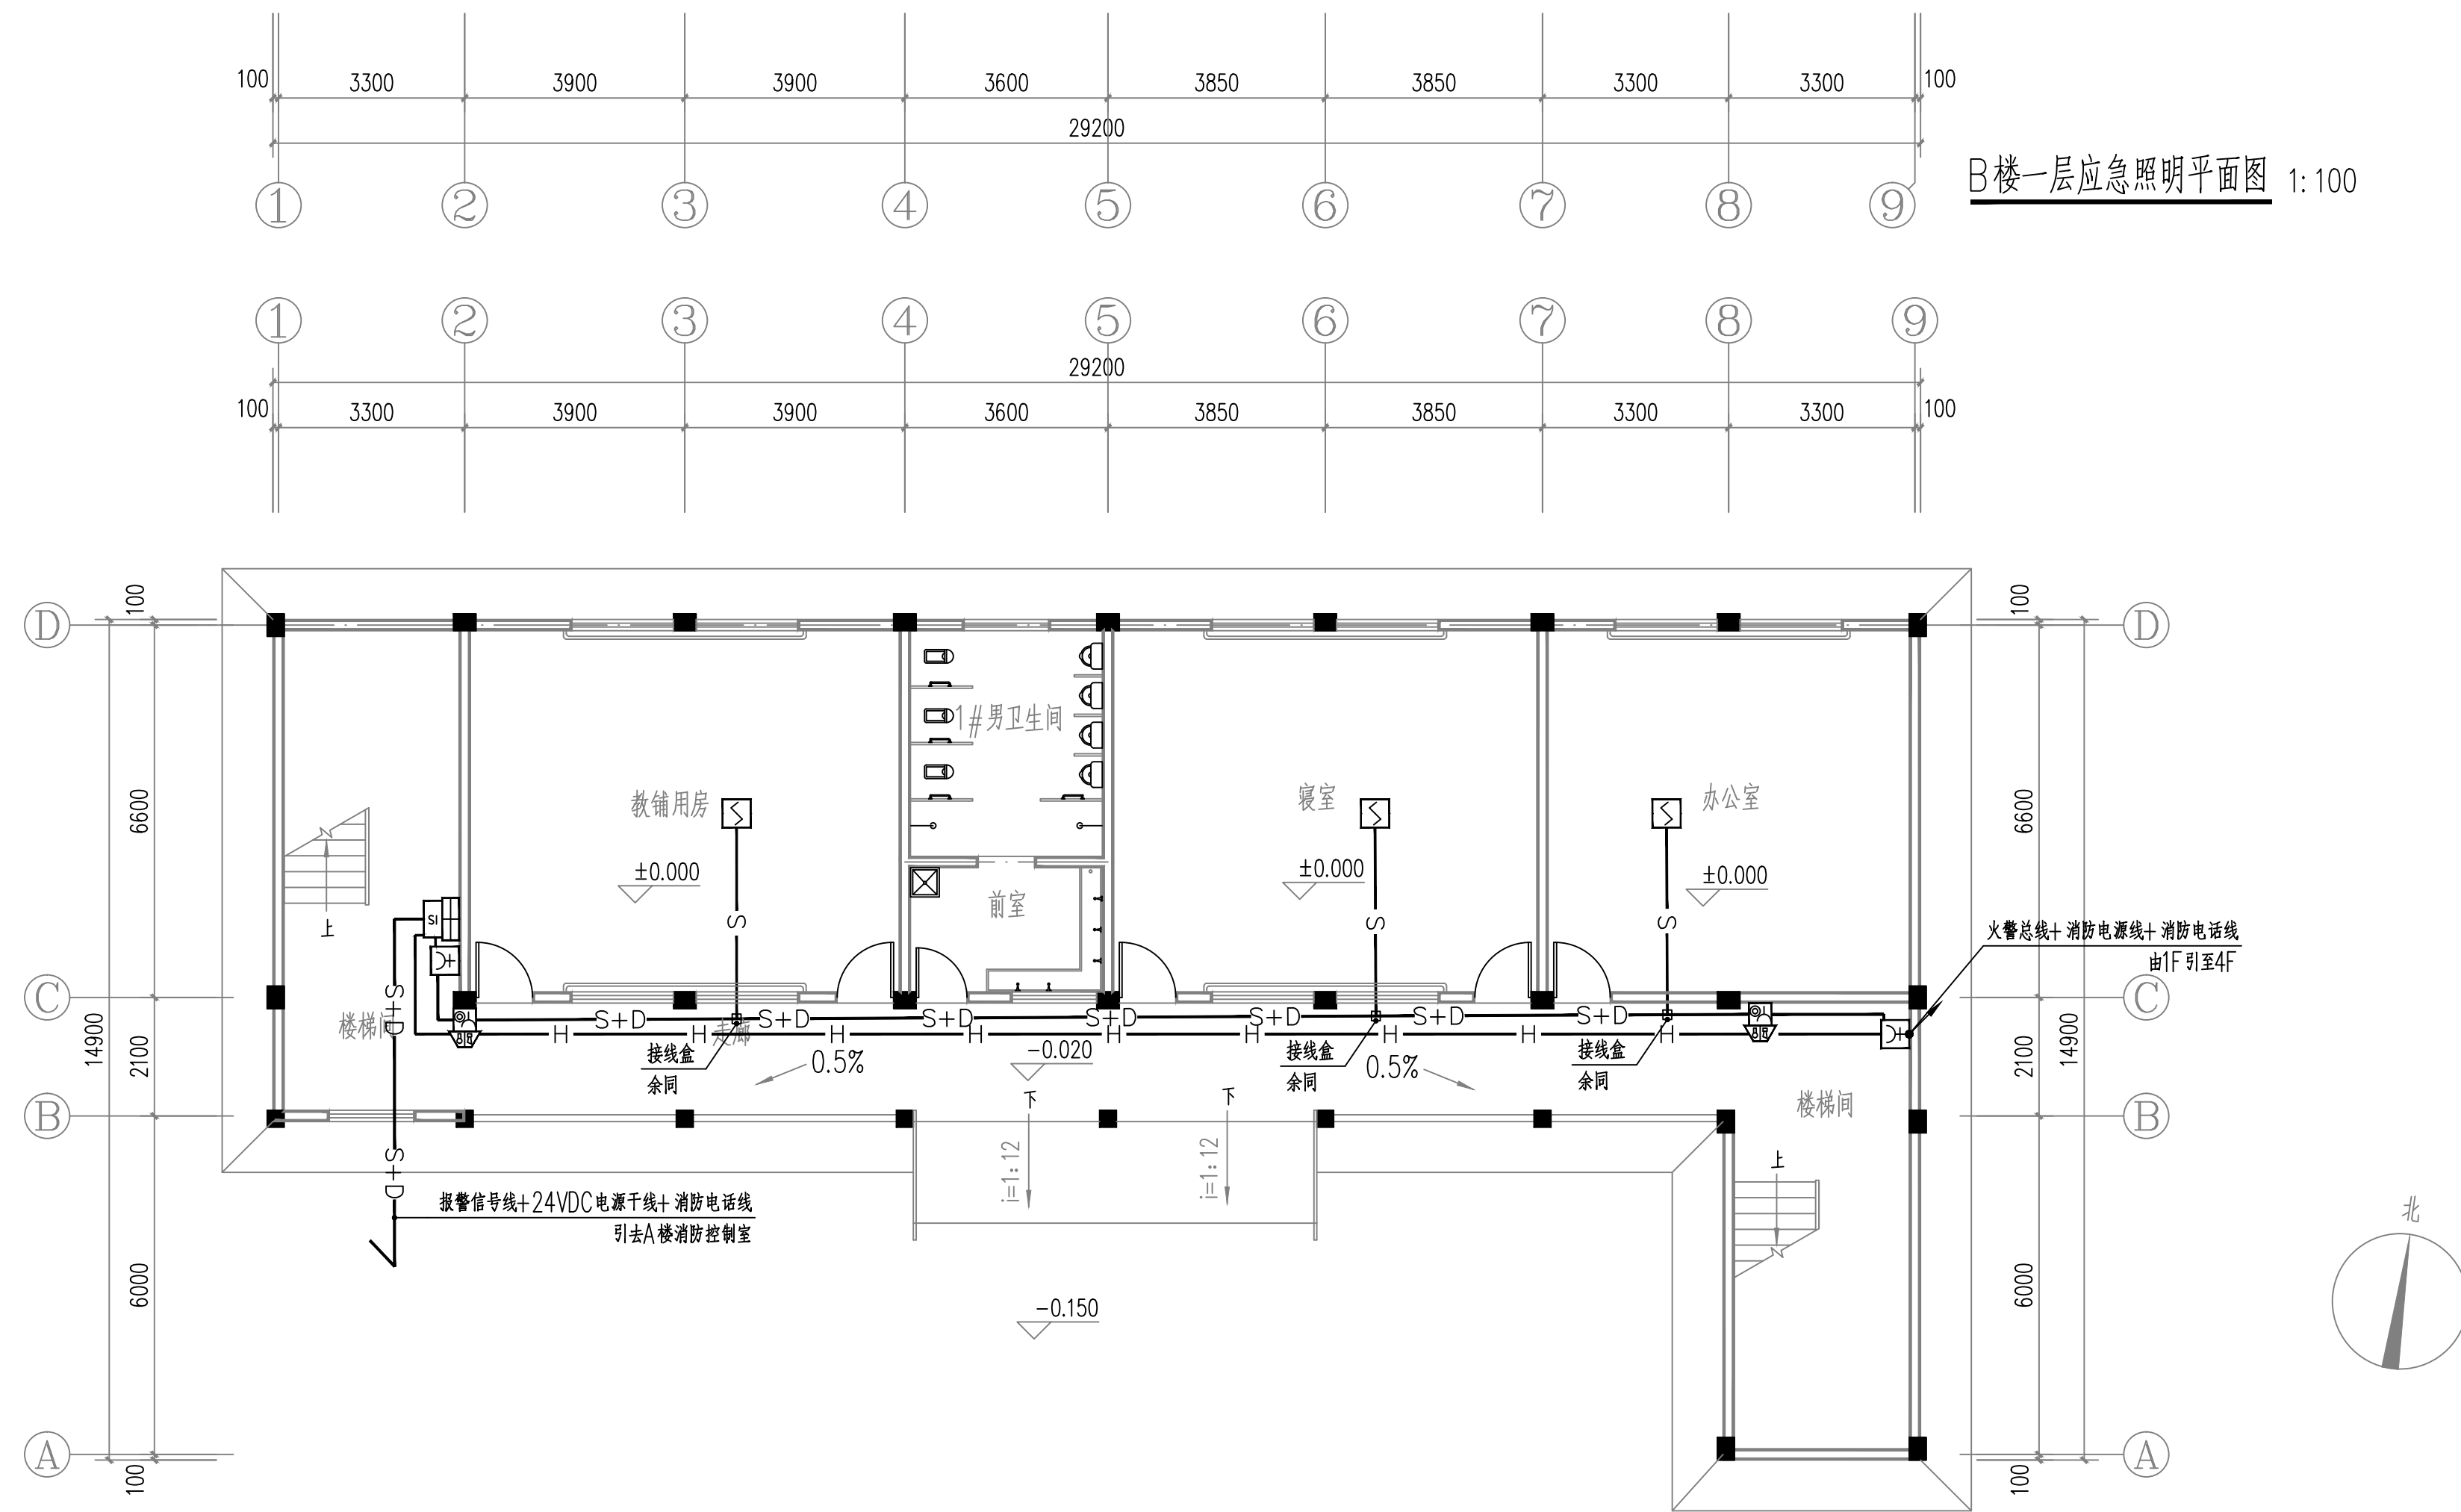 100 3300 3900 3900 3600 3850 3850 3300 3300 100
29200
B楼一层应急照明平面图 1:100
1 2 3 4 5 6 7 8 9
1 2 3 4 5 6 7 8 9
29200
100 3300 3900 3900 3600 3850 3850 3300 3300 100
100 100
D D
1#男卫生间
教铺用房 寝室 办公室
6600 6600
±0.000 ±0.000 ±0.000
前室
上
SI
S S S
火警总线+消防电源线+消防电话线
由1F引至4F
C C
S+D
S+D S+D S+D S+D S+D S+D S+D
H H H H H H H H H
楼梯间 走廊
14900 2100 2100 14900
接线盒
余同
接线盒
余同
接线盒
余同
-0.020
0.5% 0.5%
下 下
楼梯间
B B
i=1:12 i=1:12
上
S+D
报警信号线+24VDC电源干线+消防电话线
引去A楼消防控制室
北
6000 6000
-0.150
A A
100 100